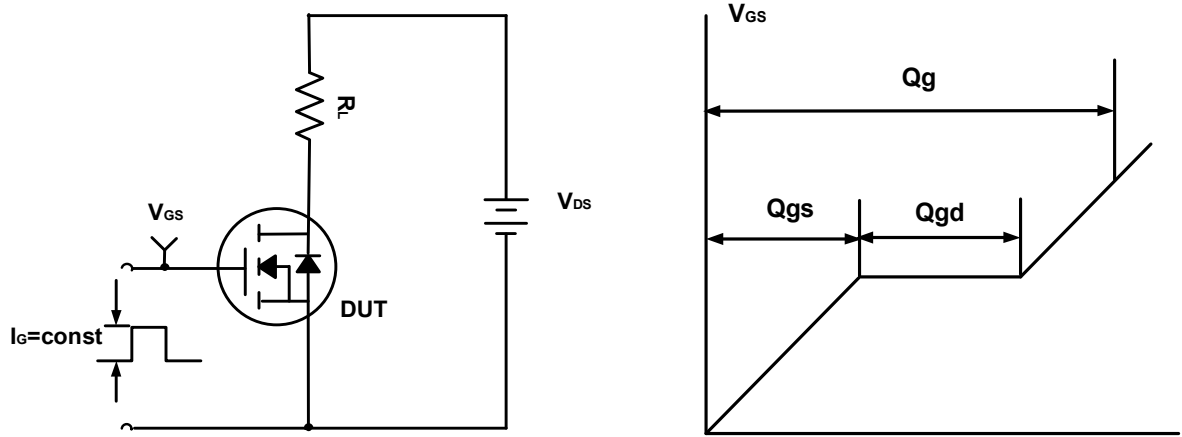 RL
VDS
VGS
DUT
IG=const
VGS
Qg
Qgs
Qgd